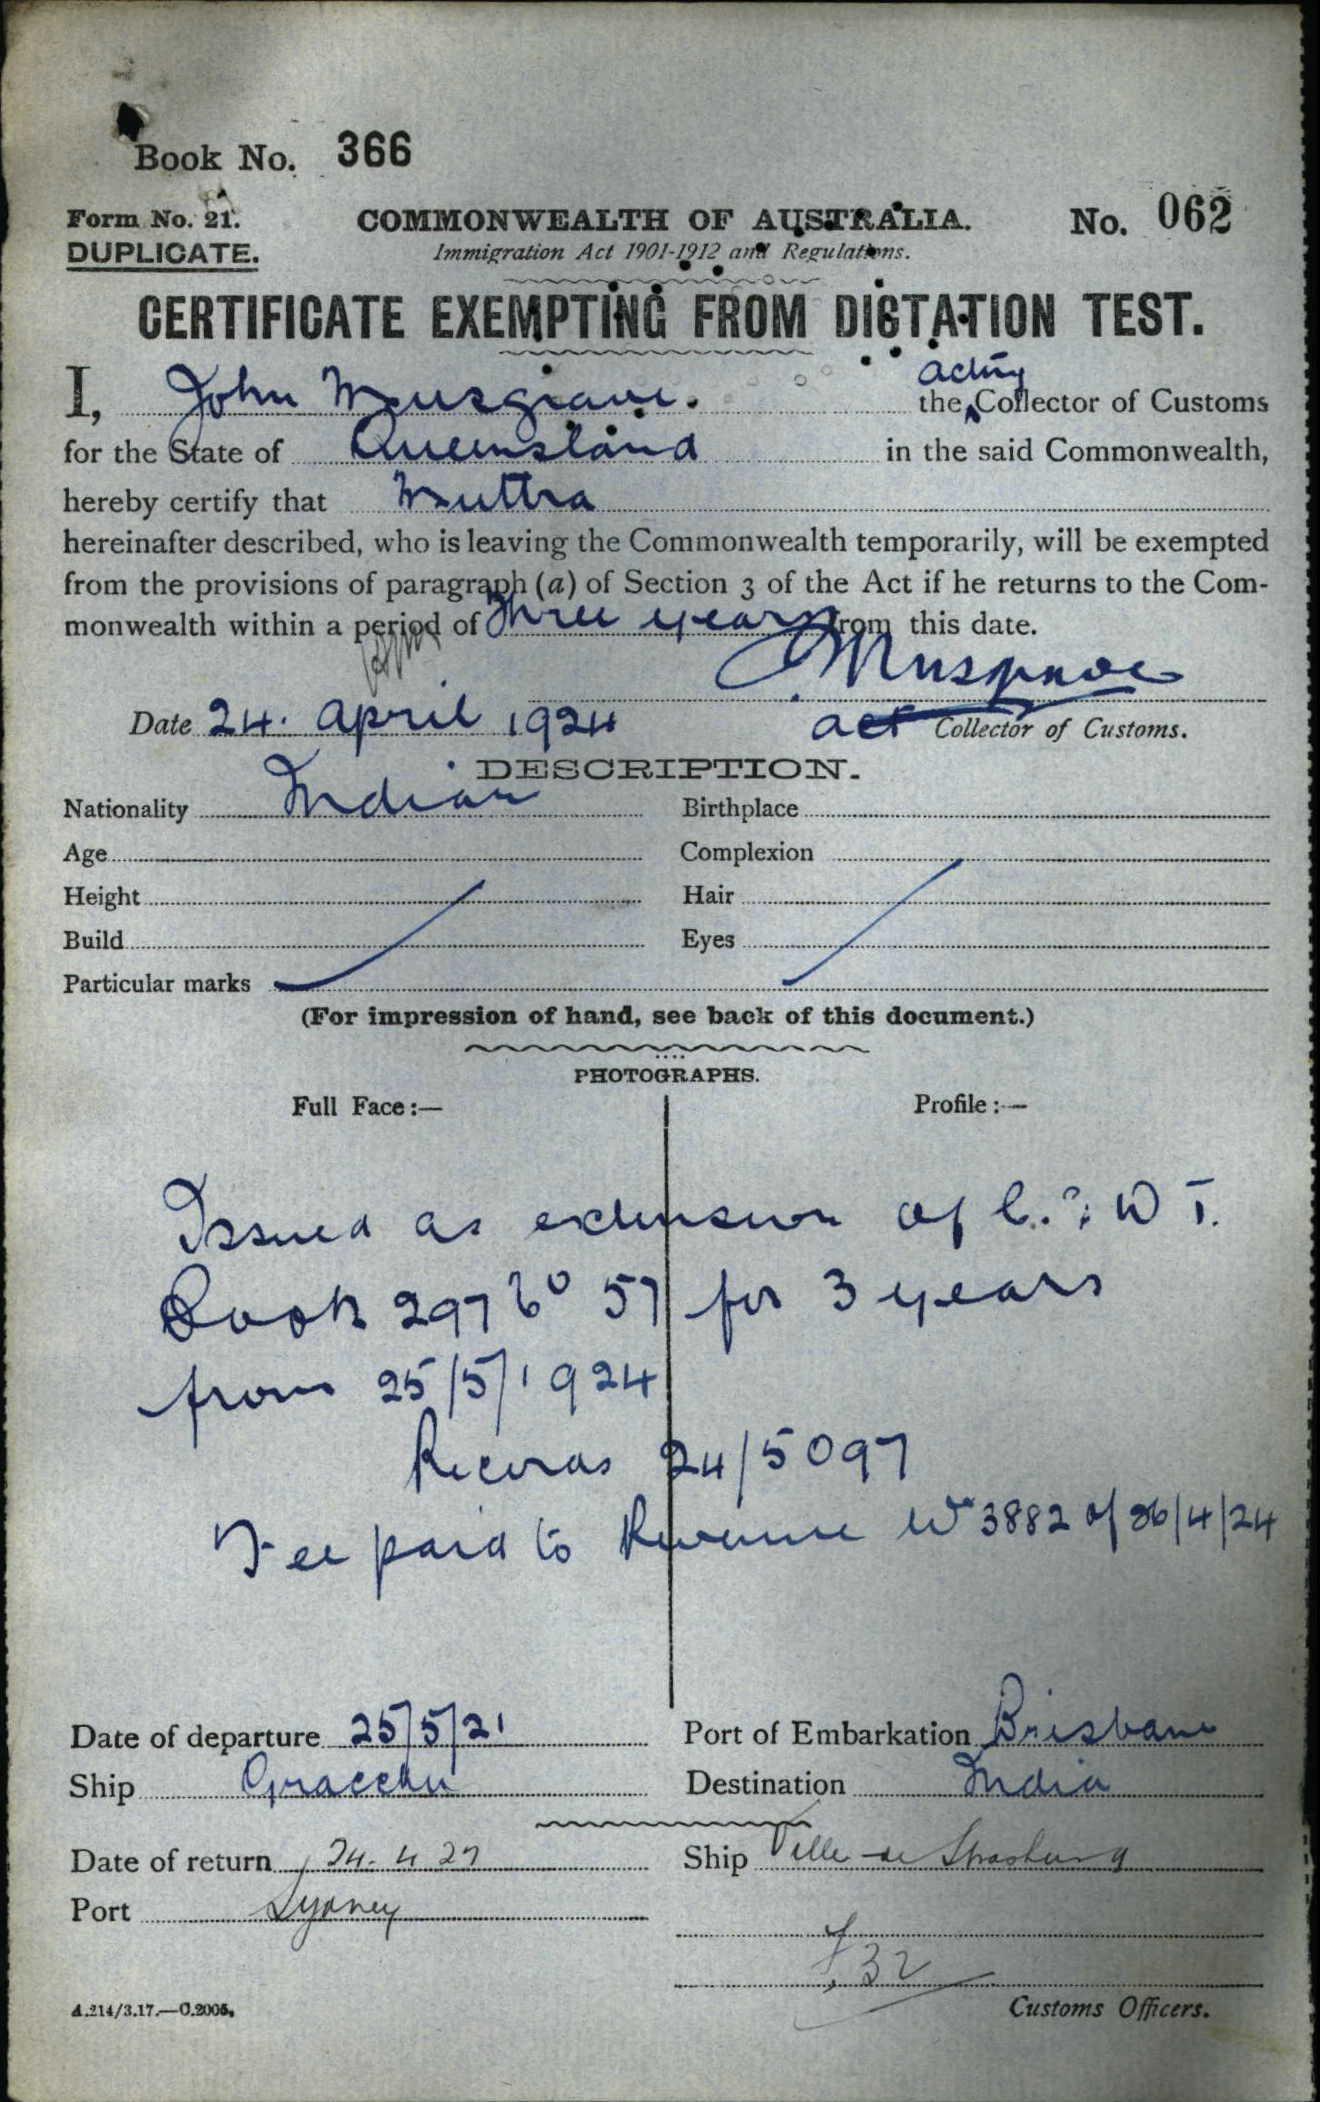 Book No. 366
Form No. 21. COMMONWEALTH OF AUSTRALIA. No. 062
DUPLICATE. Immigration Act 1901-1912 and Regulations.
CERTIFICATE EXEMPTING FROM DICTATION TEST.
acting
I, John Musgrave. the Collector of Customs
for the State of Queensland in the said Commonwealth,
hereby certify that Muttra
hereinafter described, who is leaving the Commonwealth temporarily, will be exempted
from the provisions of paragraph (a) of Section 3 of the Act if he returns to the Com-
monwealth within a period of Three years from this date.
Musgrave
Date 24. April 1924 act Collector of Customs.
DESCRIPTION.
Nationality Indian Birthplace
Age Complexion
Height Hair
Build Eyes
Particular marks
(For impression of hand, see back of this document.)
PHOTOGRAPHS.
Full Face:— Profile:—
Issued as extension of C. E D T.
Book 297 No 57 for 3 years
from 25/5/1924
Records 24/5097
Fee paid to Revenue No 3882 of 26/4/24
Date of departure 25/5/21 Port of Embarkation Brisbane
Ship Gracchus Destination India
Date of return 24. 4 27 Ship Ville de Strasburg
Port Sydney
32
A.214/3.17.—C.2005. Customs Officers.